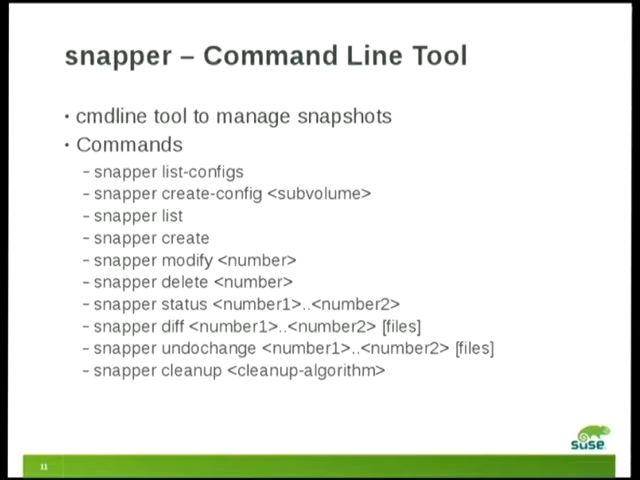 snapper – Command Line Tool
• cmdline tool to manage snapshots
• Commands
– snapper list-configs
– snapper create-config <subvolume>
– snapper list
– snapper create
– snapper modify <number>
– snapper delete <number>
– snapper status <number1>..<number2>
– snapper diff <number1>..<number2> [files]
– snapper undochange <number1>..<number2> [files]
– snapper cleanup <cleanup-algorithm>
SUSE
11